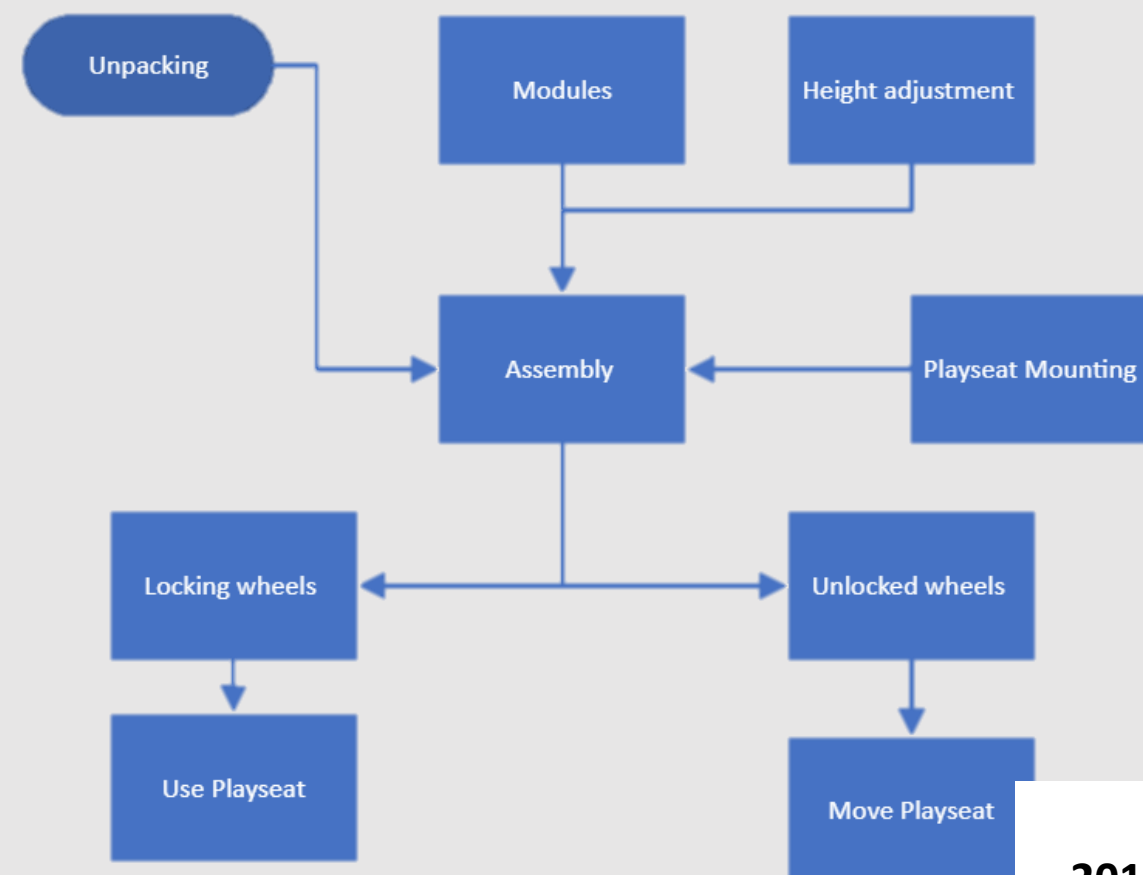 Unpacking
Modules
Height adjustment
Assembly
Playseat Mounting
Locking wheels
Unlocked wheels
Use Playseat
Move Playseat